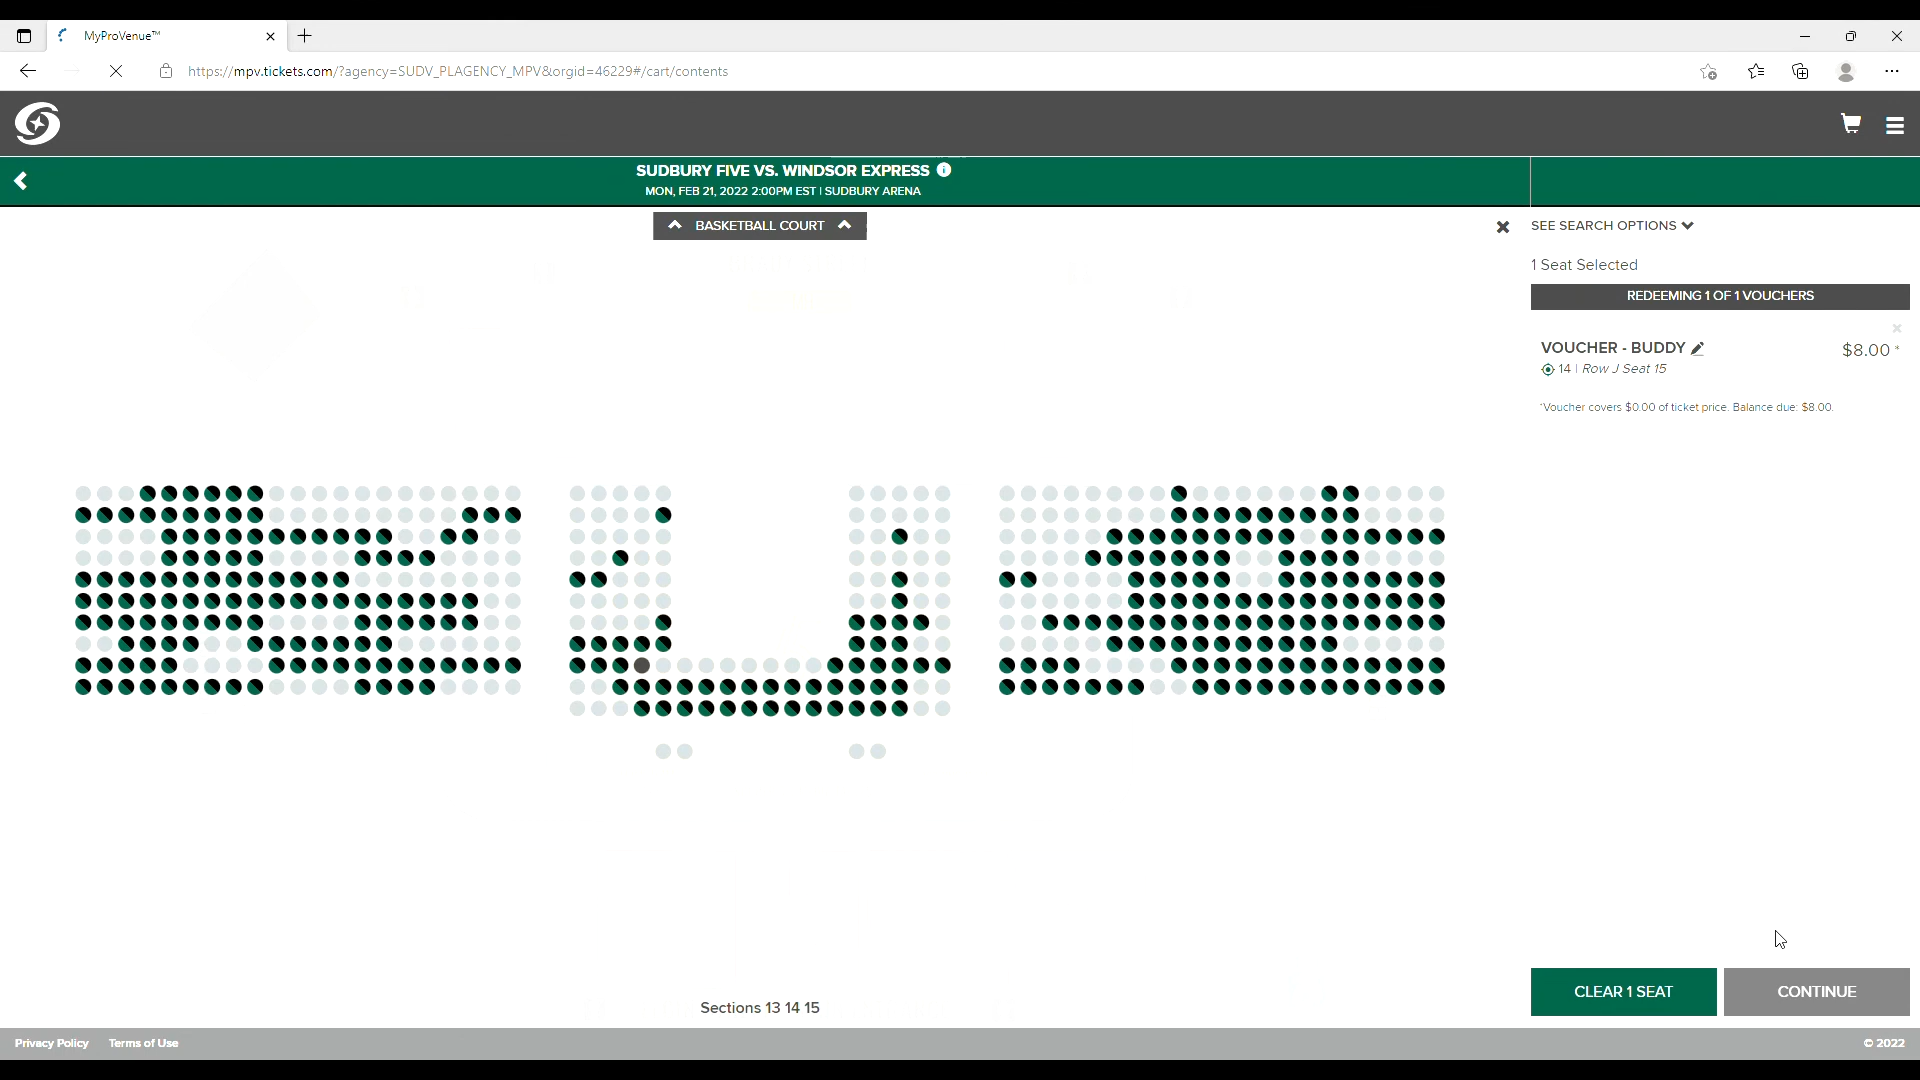 MyProVenue™
https://mpv.tickets.com/?agency=SUDV_PLAGENCY_MPV&orgid=46229#/cart/contents
SUDBURY FIVE VS. WINDSOR EXPRESS i
MON, FEB 21, 2022 2:00PM EST | SUDBURY ARENA
BASKETBALL COURT
SEE SEARCH OPTIONS
1 Seat Selected
REDEEMING 1 OF 1 VOUCHERS
VOUCHER - BUDDY
$8.00 *
14 | Row J Seat 15
*Voucher covers $0.00 of ticket price. Balance due: $8.00.
Sections 13 14 15
CLEAR 1 SEAT
CONTINUE
Privacy Policy Terms of Use
© 2022